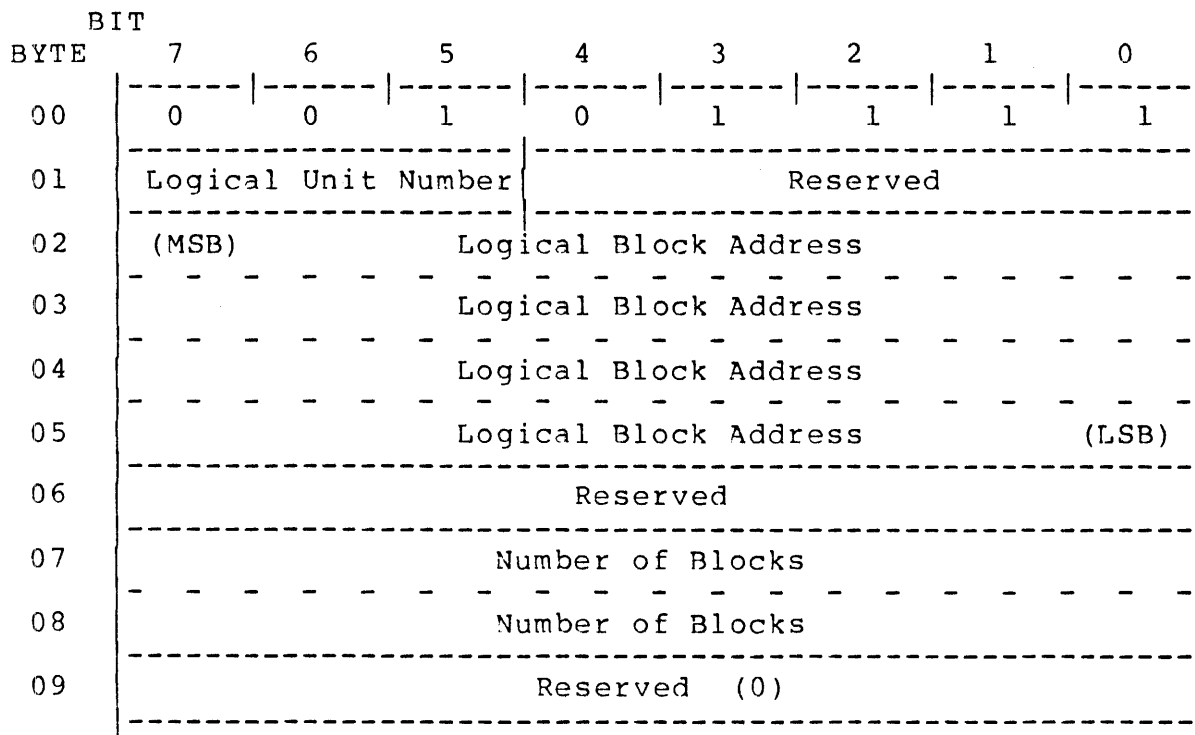 BIT
BYTE 7 6 5 4 3 2 1 0
00 0 0 1 0 1 1 1 1
01 Logical Unit Number Reserved
02 (MSB) Logical Block Address
03 Logical Block Address
04 Logical Block Address
05 Logical Block Address (LSB)
06 Reserved
07 Number of Blocks
08 Number of Blocks
09 Reserved (0)